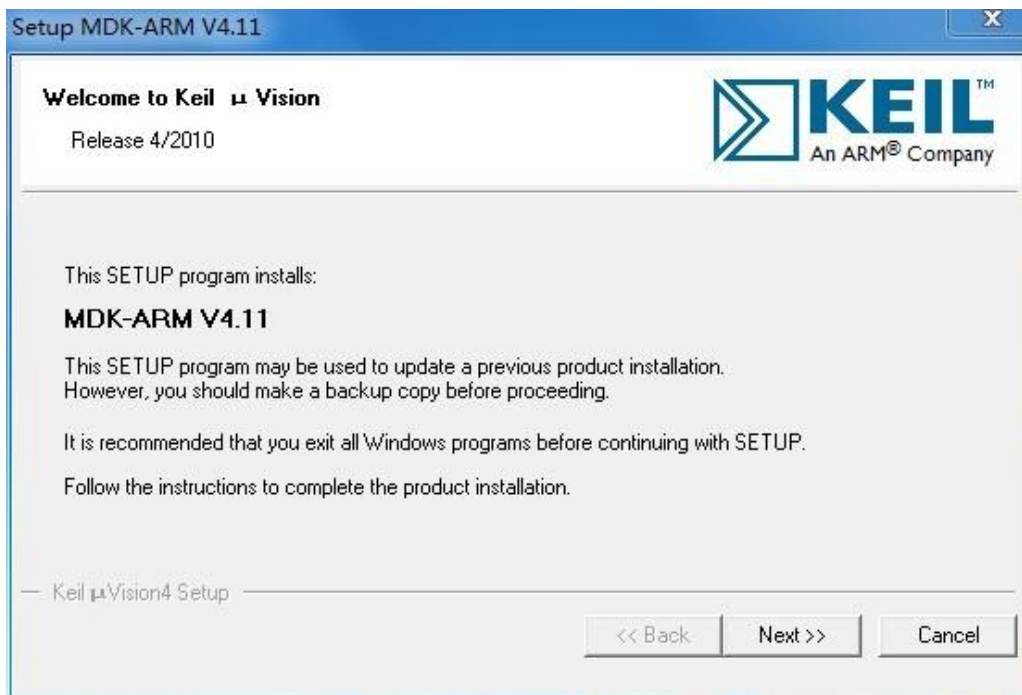 Setup MDK-ARM V4.11
Welcome to Keil μ Vision
Release 4/2010
KEIL™
An ARM® Company
This SETUP program installs:
MDK-ARM V4.11
This SETUP program may be used to update a previous product installation.
However, you should make a backup copy before proceeding.
It is recommended that you exit all Windows programs before continuing with SETUP.
Follow the instructions to complete the product installation.
Keil μVision4 Setup
<< Back
Next >>
Cancel